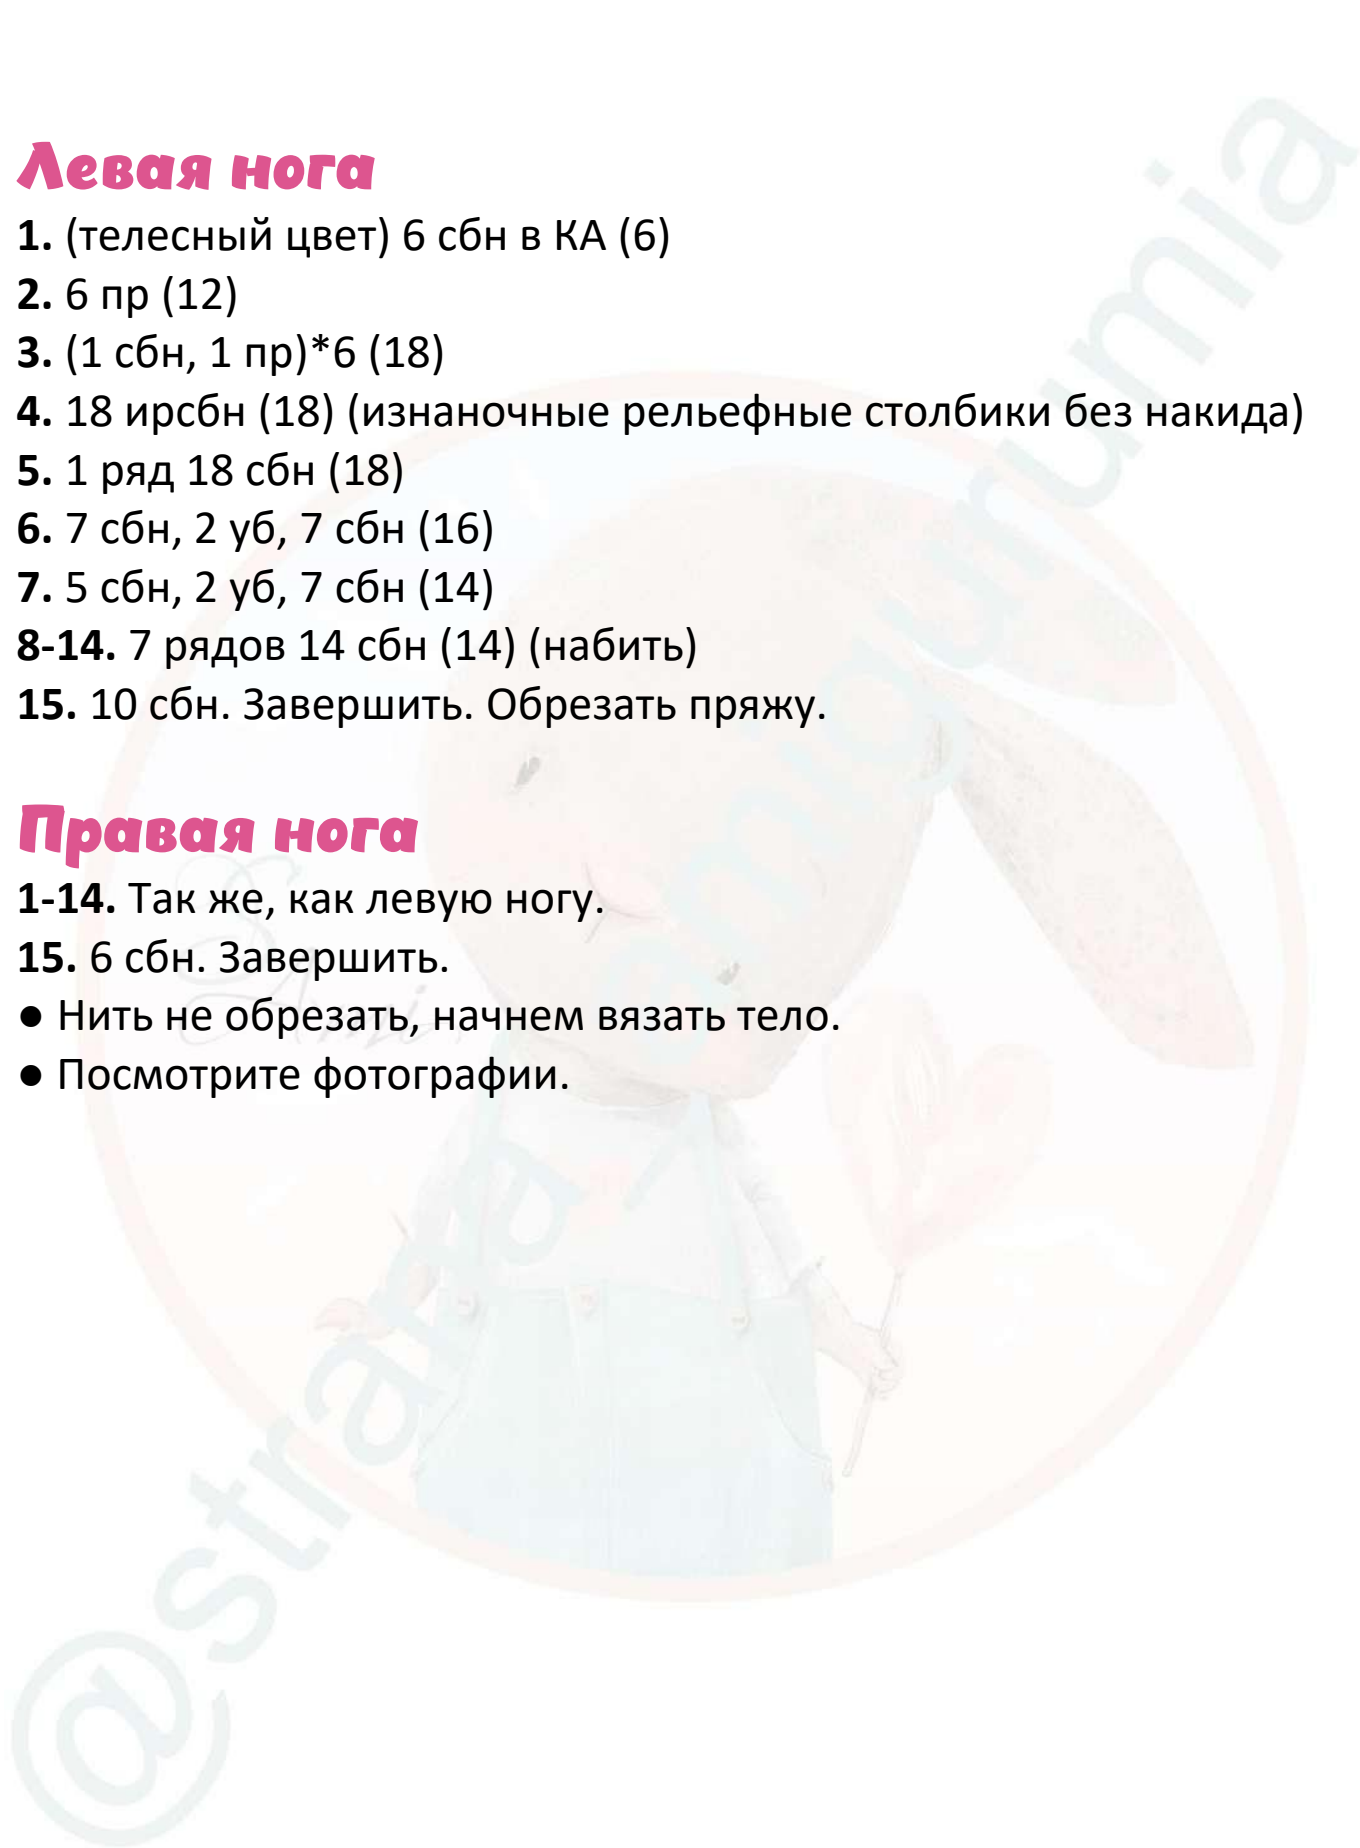 Левая нога
1. (телесный цвет) 6 сбн в КА (6)
2. 6 пр (12)
3. (1 сбн, 1 пр)*6 (18)
4. 18 ирсбн (18) (изнаночные рельефные столбики без накида)
5. 1 ряд 18 сбн (18)
6. 7 сбн, 2 уб, 7 сбн (16)
7. 5 сбн, 2 уб, 7 сбн (14)
8-14. 7 рядов 14 сбн (14) (набить)
15. 10 сбн. Завершить. Обрезать пряжу.
Правая нога
1-14. Так же, как левую ногу.
15. 6 сбн. Завершить.
● Нить не обрезать, начнем вязать тело.
● Посмотрите фотографии.
@strana_amigurumia